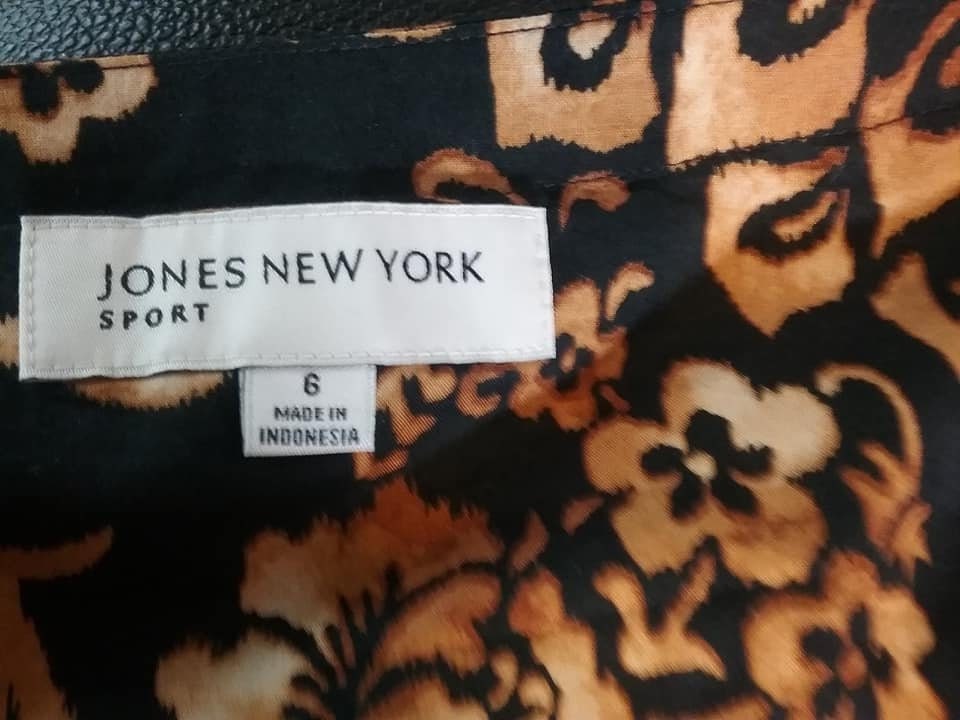 JONES NEW YORK
SPORT
6
MADE IN
INDONESIA